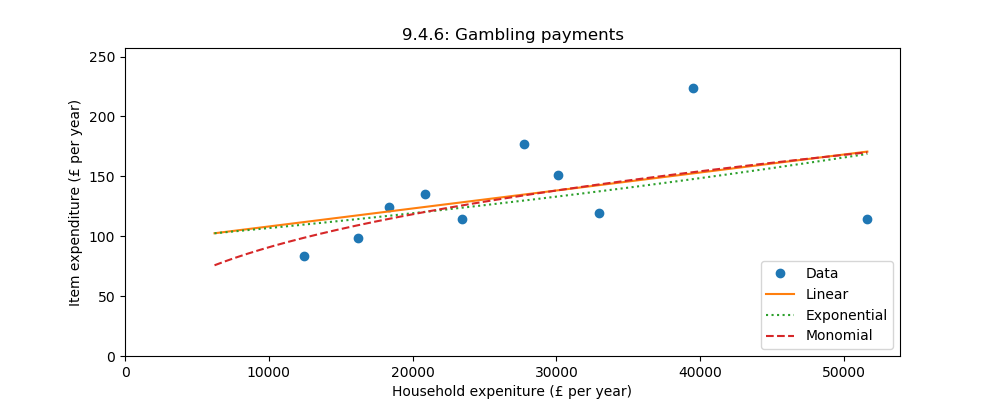 9.4.6: Gambling payments
Item expenditure (£ per year)
250
200
150
100
50
0
0 10000 20000 30000 40000 50000
Household expeniture (£ per year)
Data
Linear
Exponential
Monomial